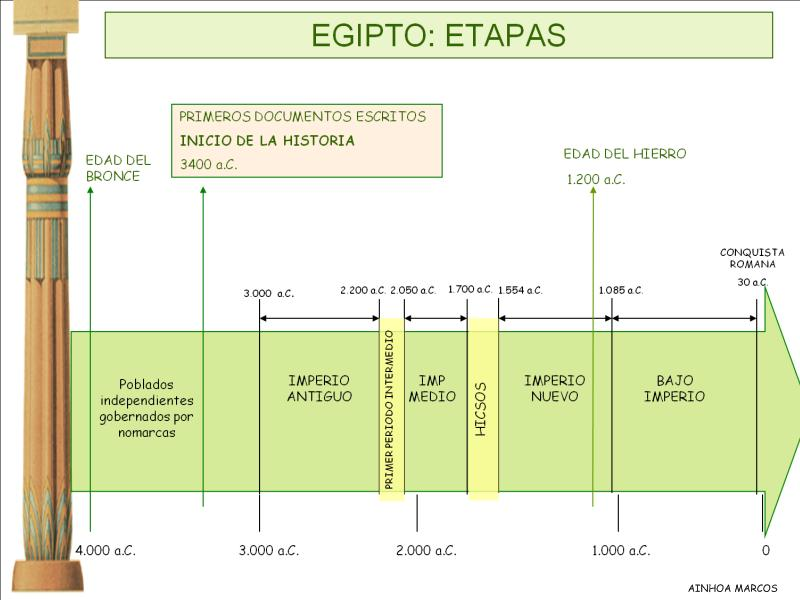 EGIPTO: ETAPAS
PRIMEROS DOCUMENTOS ESCRITOS
INICIO DE LA HISTORIA
3400 a.C.
EDAD DEL
BRONCE
EDAD DEL HIERRO
1.200 a.C.
CONQUISTA
ROMANA
30 a.C.
3.000 a.C.
2.200 a.C.
2.050 a.C.
1.700 a.C.
1.554 a.C.
1.085 a.C.
Poblados
independientes
gobernados por
nomarcas
IMPERIO
ANTIGUO
PRIMER PERIODO INTERMEDIO
IMP
MEDIO
HICSOS
IMPERIO
NUEVO
BAJO
IMPERIO
4.000 a.C.
3.000 a.C.
2.000 a.C.
1.000 a.C.
0
AINHOA MARCOS